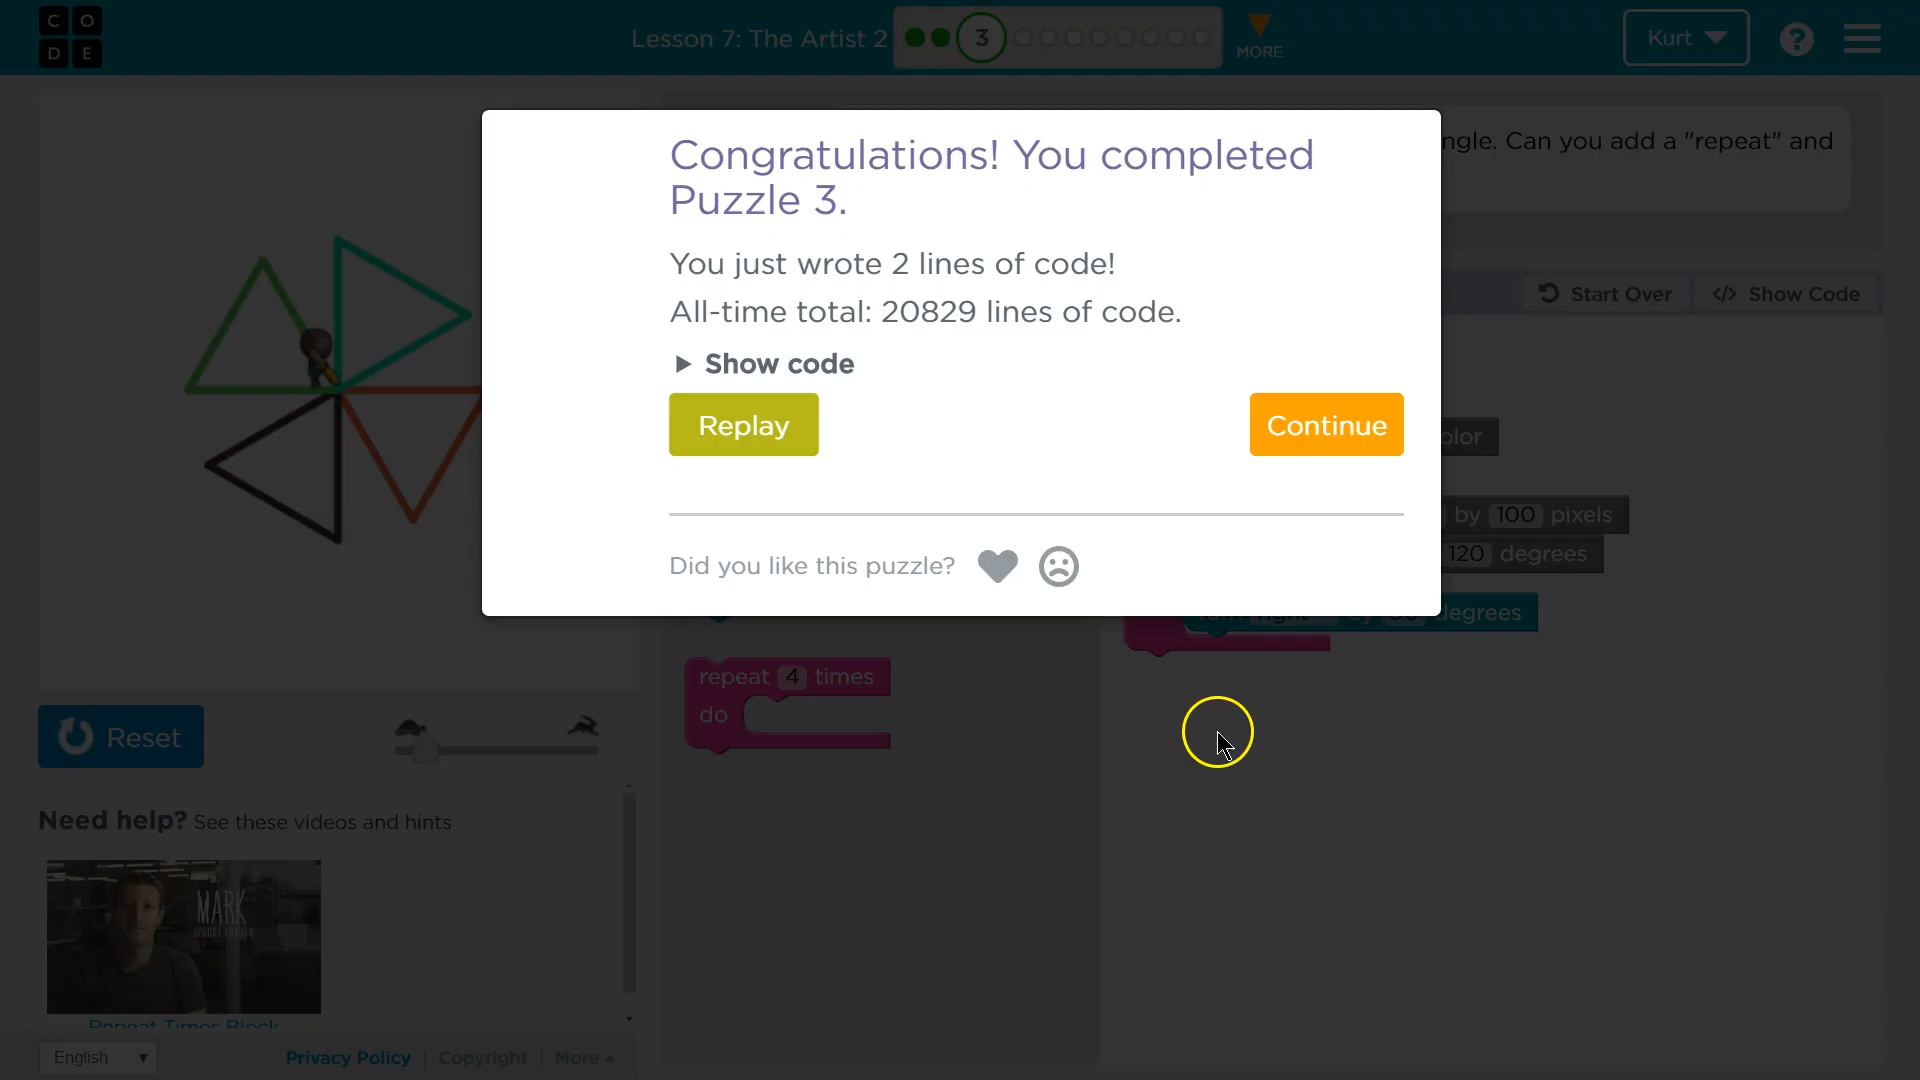 C O
D E
Lesson 7: The Artist 2
3
MORE
Kurt
?
ngle. Can you add a "repeat" and
Congratulations! You completed
Puzzle 3.
You just wrote 2 lines of code!
All-time total: 20829 lines of code.
Show code
Replay
Continue
Did you like this puzzle?
Start Over
</> Show Code
olor
by 100 pixels
120 degrees
degrees
repeat 4 times
do
Reset
Need help? See these videos and hints
MARK
Repeat Times Block
English
Privacy Policy | Copyright | More